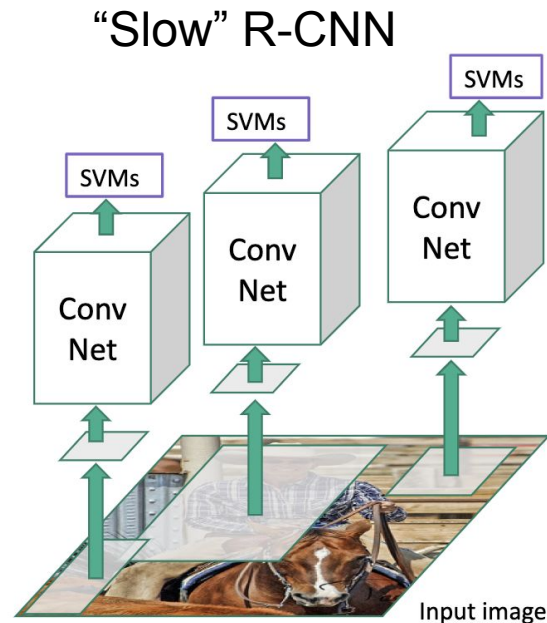 “Slow” R-CNN
SVMs
SVMs
SVMs
Conv
Net
Conv
Net
Conv
Net
Input image